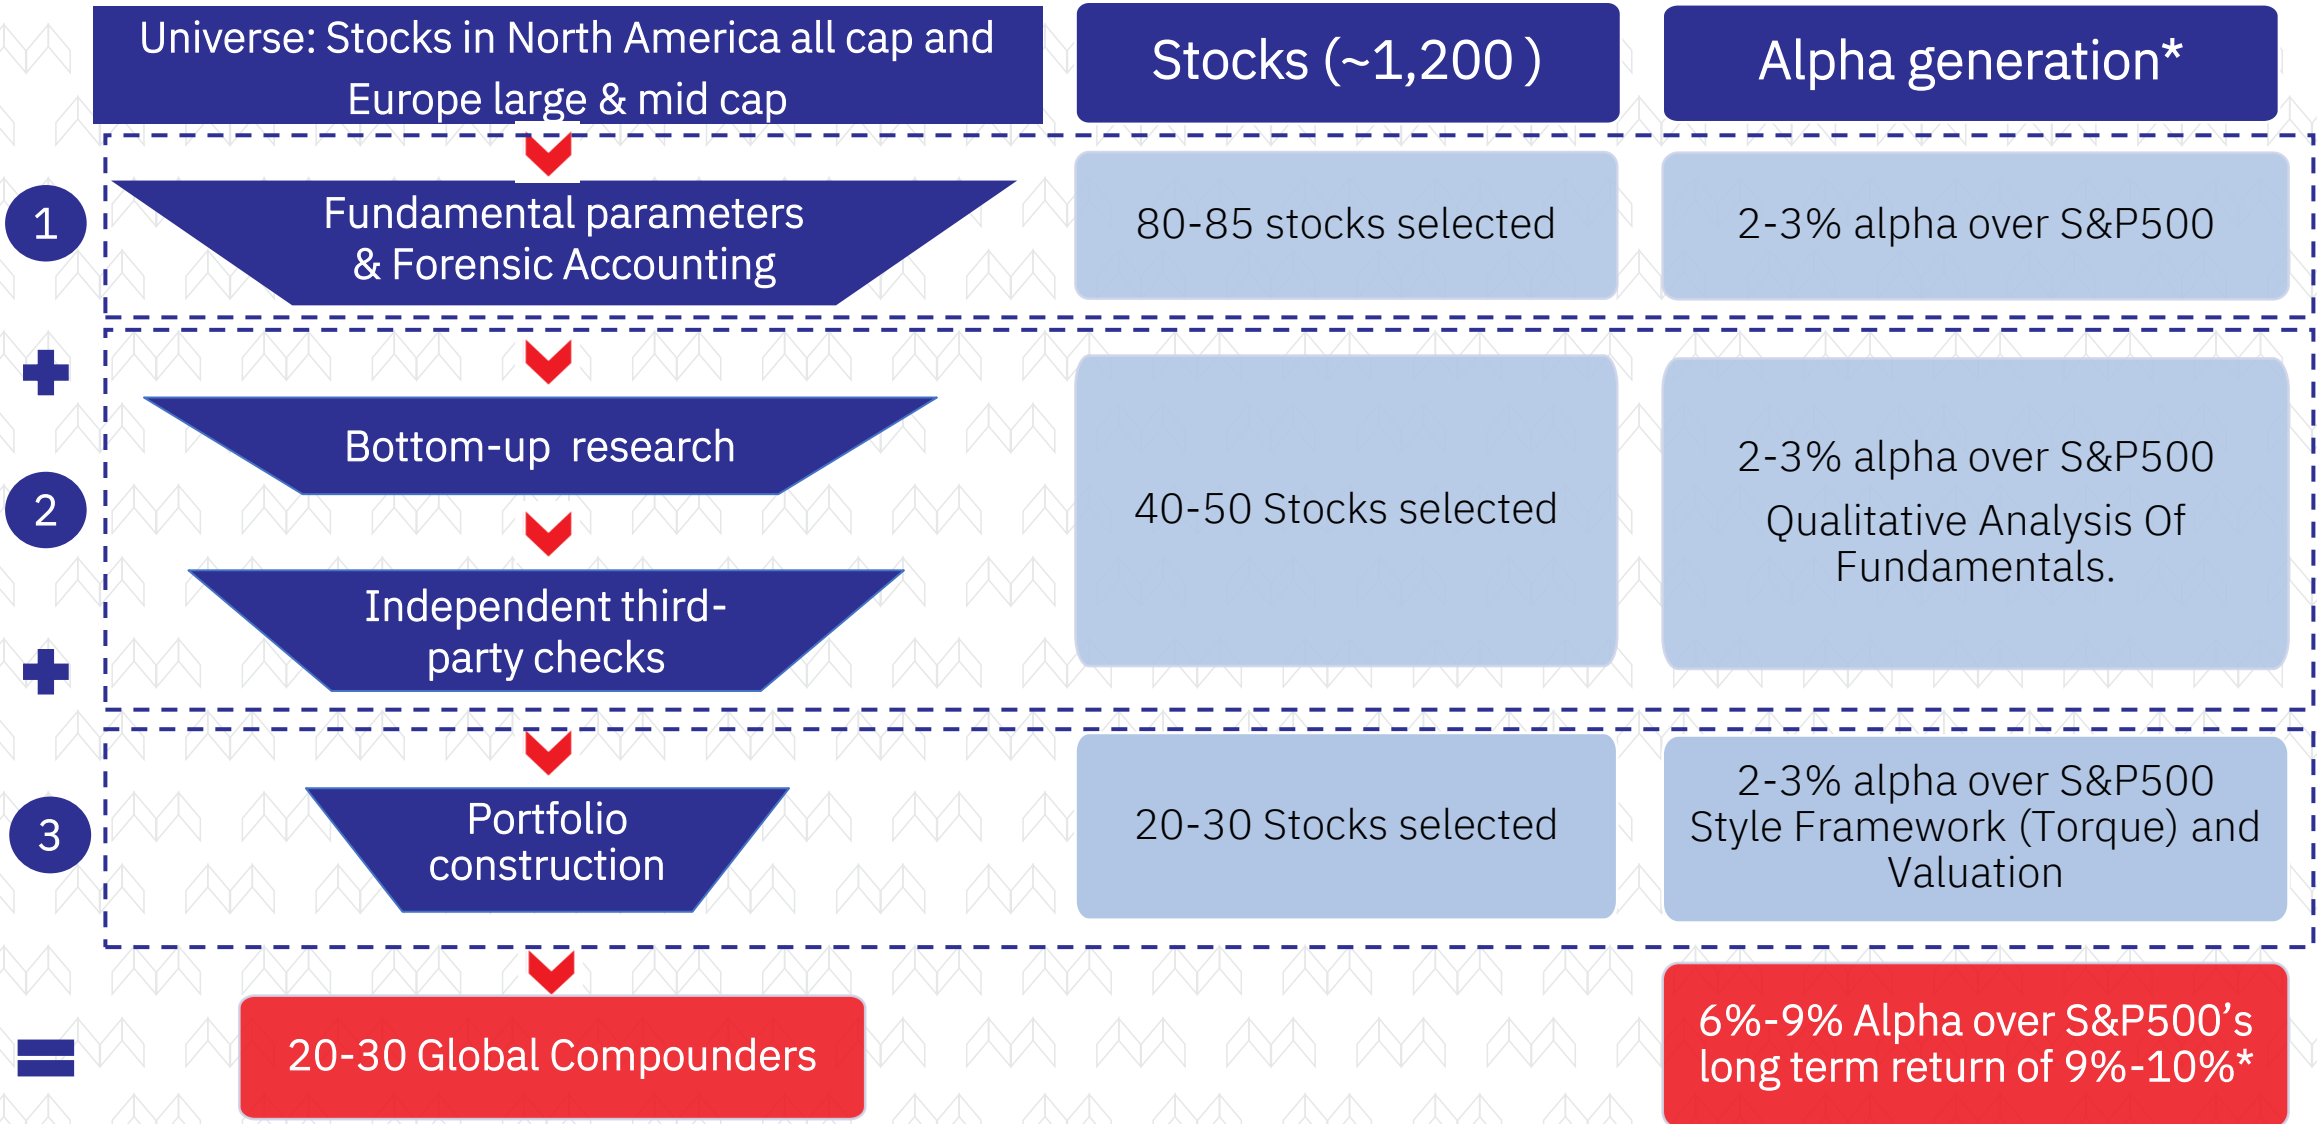 Universe: Stocks in North America all cap and
Europe large & mid cap
Stocks (~1,200 )
Alpha generation*
1
Fundamental parameters
& Forensic Accounting
80-85 stocks selected
2-3% alpha over S&P500
2
Bottom-up research
Independent third-
party checks
40-50 Stocks selected
2-3% alpha over S&P500
Qualitative Analysis Of
Fundamentals.
3
Portfolio
construction
20-30 Stocks selected
2-3% alpha over S&P500
Style Framework (Torque) and
Valuation
20-30 Global Compounders
6%-9% Alpha over S&P500’s
long term return of 9%-10%*